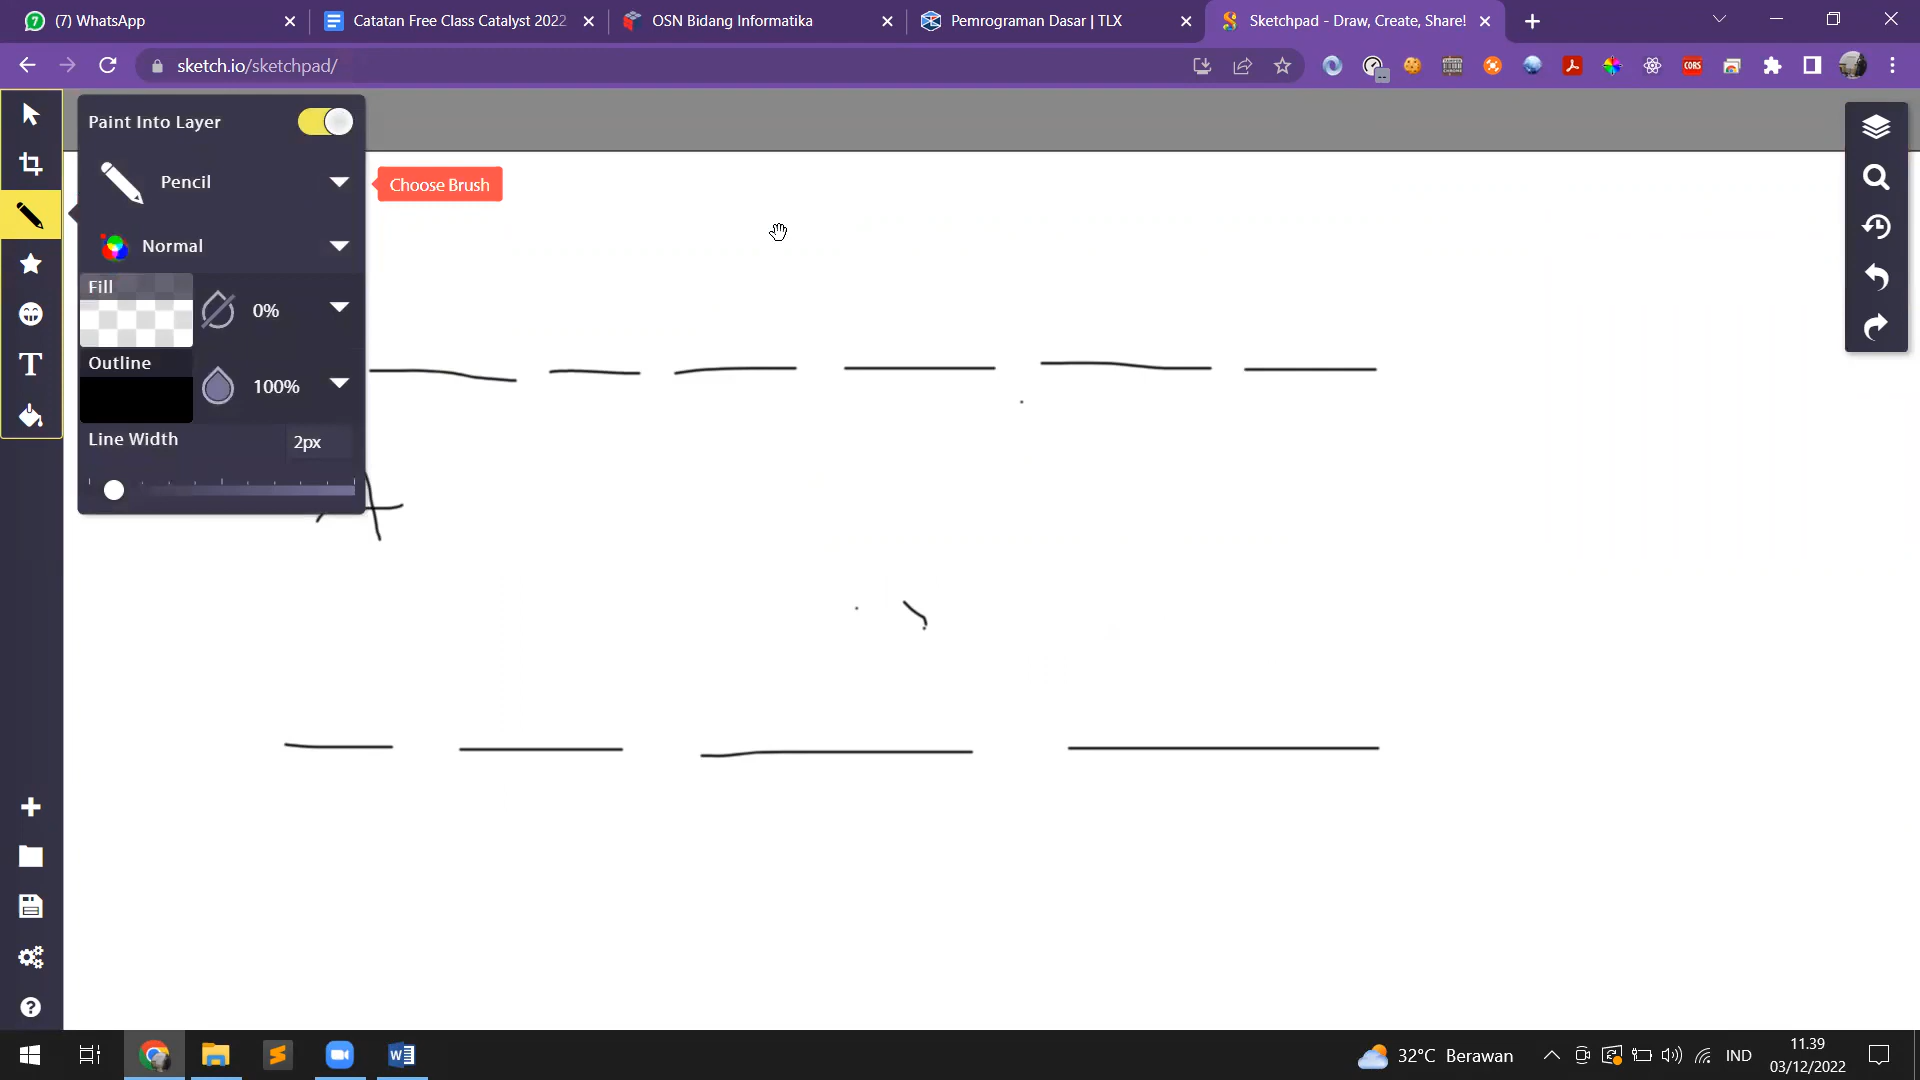 (7) WhatsApp
Catatan Free Class Catalyst 2022
OSN Bidang Informatika
Pemrograman Dasar | TLX
Sketchpad - Draw, Create, Share!
sketch.io/sketchpad/
Paint Into Layer
Pencil
Choose Brush
Normal
Fill
0%
Outline
100%
Line Width
2px
T
32°C Berawan
IND
11.39
03/12/2022